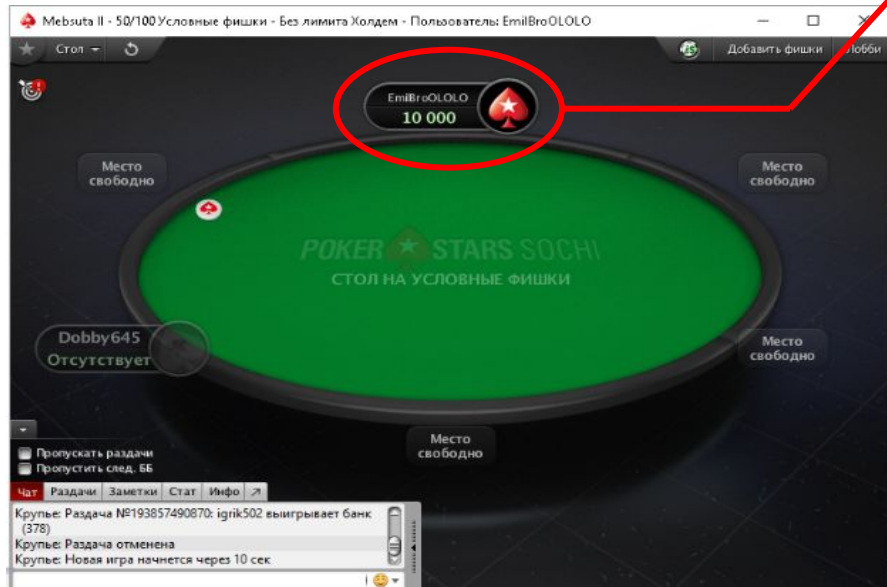 Mebsuta II - 50/100 Условные фишки - Без лимита Холдем - Пользователь: EmilBroOLOLO
Стол
Добавить фишки
Лобби
EmilBroOLOLO
10 000
Место
свободно
Место
свободно
POKER STARS SOCHI
СТОЛ НА УСЛОВНЫЕ ФИШКИ
Dobby645
Отсутствует
Место
свободно
Место
свободно
Пропускать раздачи
Пропустить след. ББ
Чат Раздачи Заметки Стат Инфо
Крупье: Раздача №193857490870: igrik502 выигрывает банк
(378)
Крупье: Раздача отменена
Крупье: Новая игра начнется через 10 сек